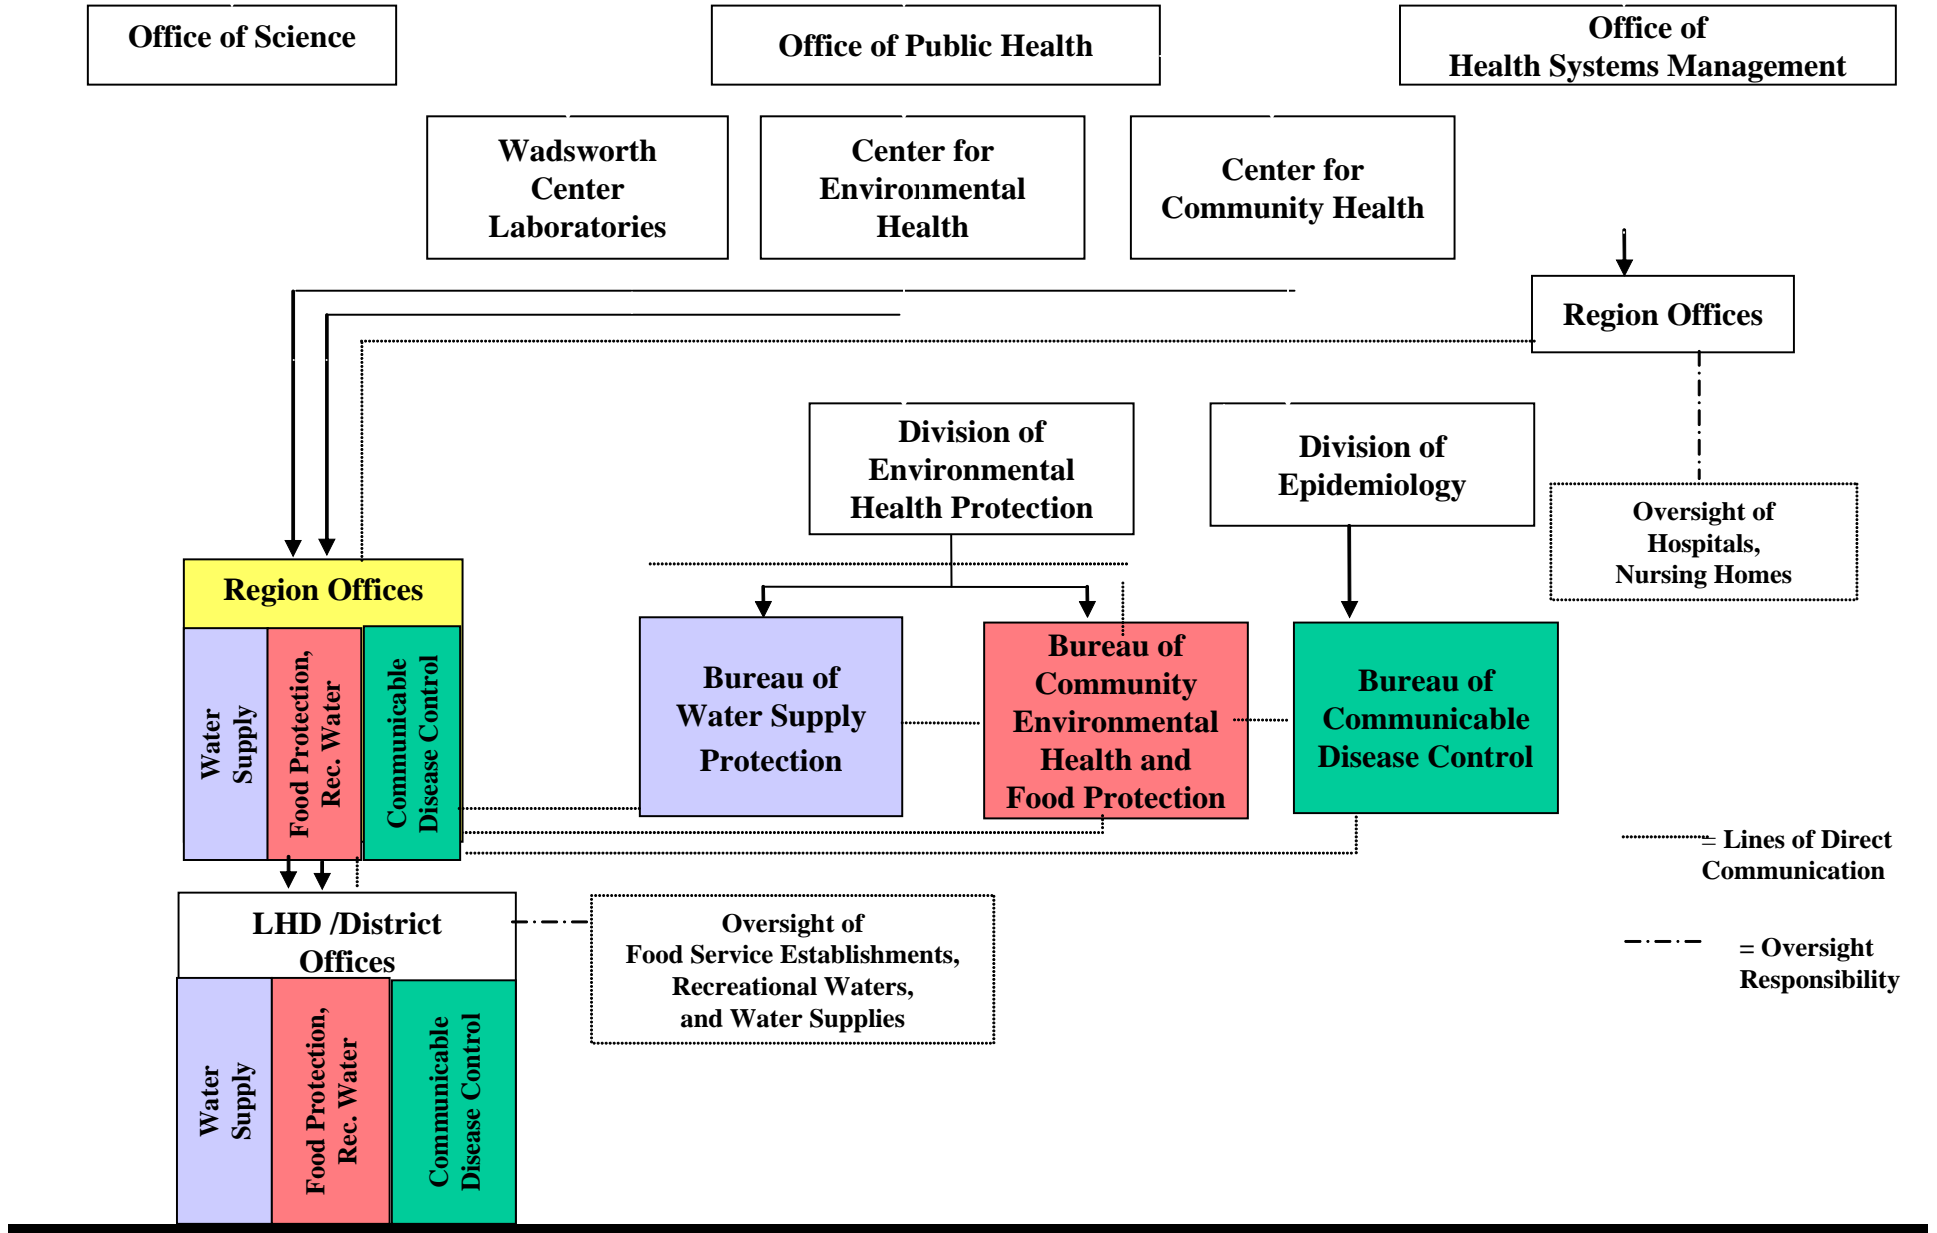 Office of Science
Office of Public Health
Office of
Health Systems Management
Wadsworth
Center
Laboratories
Center for
Environmental
Health
Center for
Community Health
Region Offices
Division of
Environmental
Health Protection
Division of
Epidemiology
Oversight of
Hospitals,
Nursing Homes
Region Offices
Water
Supply
Food Protection,
Rec. Water
Communicable
Disease Control
Bureau of
Water Supply
Protection
Bureau of
Community
Environmental
Health and
Food Protection
Bureau of
Communicable
Disease Control
= Lines of Direct
Communication
LHD /District
Offices
Oversight of
Food Service Establishments,
Recreational Waters,
and Water Supplies
= Oversight
Responsibility
Water
Supply
Food Protection,
Rec. Water
Communicable
Disease Control